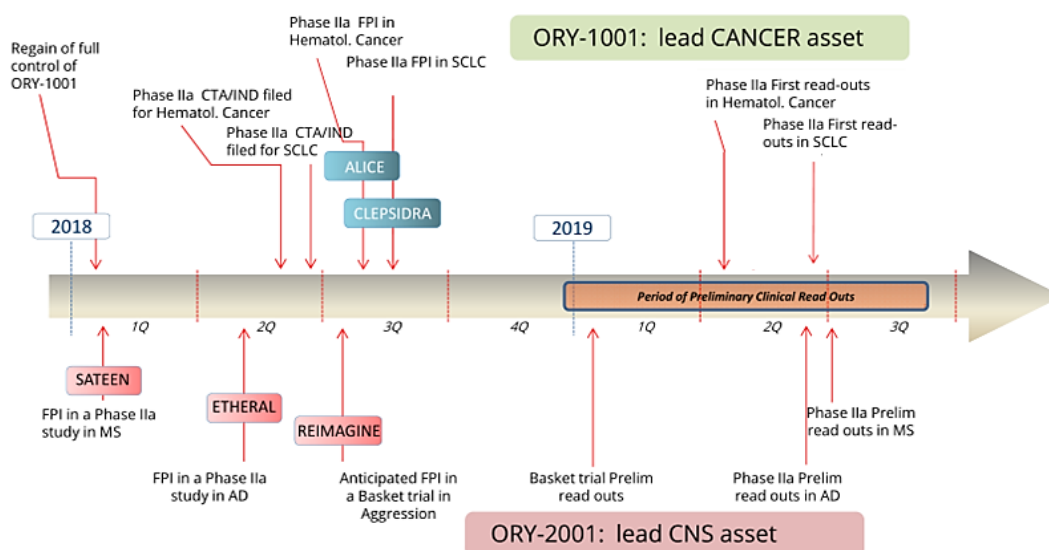 Phase IIa FPI in
Hematol. Cancer
ORY-1001: lead CANCER asset
Regain of full
control of
ORY-1001
Phase IIa FPI in SCLC
Phase IIa CTA/IND filed
for Hematol. Cancer
Phase IIa First read-outs
in Hematol. Cancer
Phase IIa CTA/IND
filed for SCLC
Phase IIa First read-
outs in SCLC
ALICE
CLEPSIDRA
2018
2019
Period of Preliminary Clinical Read Outs
1Q
2Q
3Q
4Q
1Q
2Q
3Q
SATEEN
FPI in a Phase IIa
study in MS
ETHERAL
REIMAGINE
Phase IIa Prelim
read outs in MS
FPI in a Phase IIa
study in AD
Anticipated FPI in
a Basket trial in
Aggression
Basket trial Prelim
read outs
Phase IIa Prelim
read outs in AD
ORY-2001: lead CNS asset